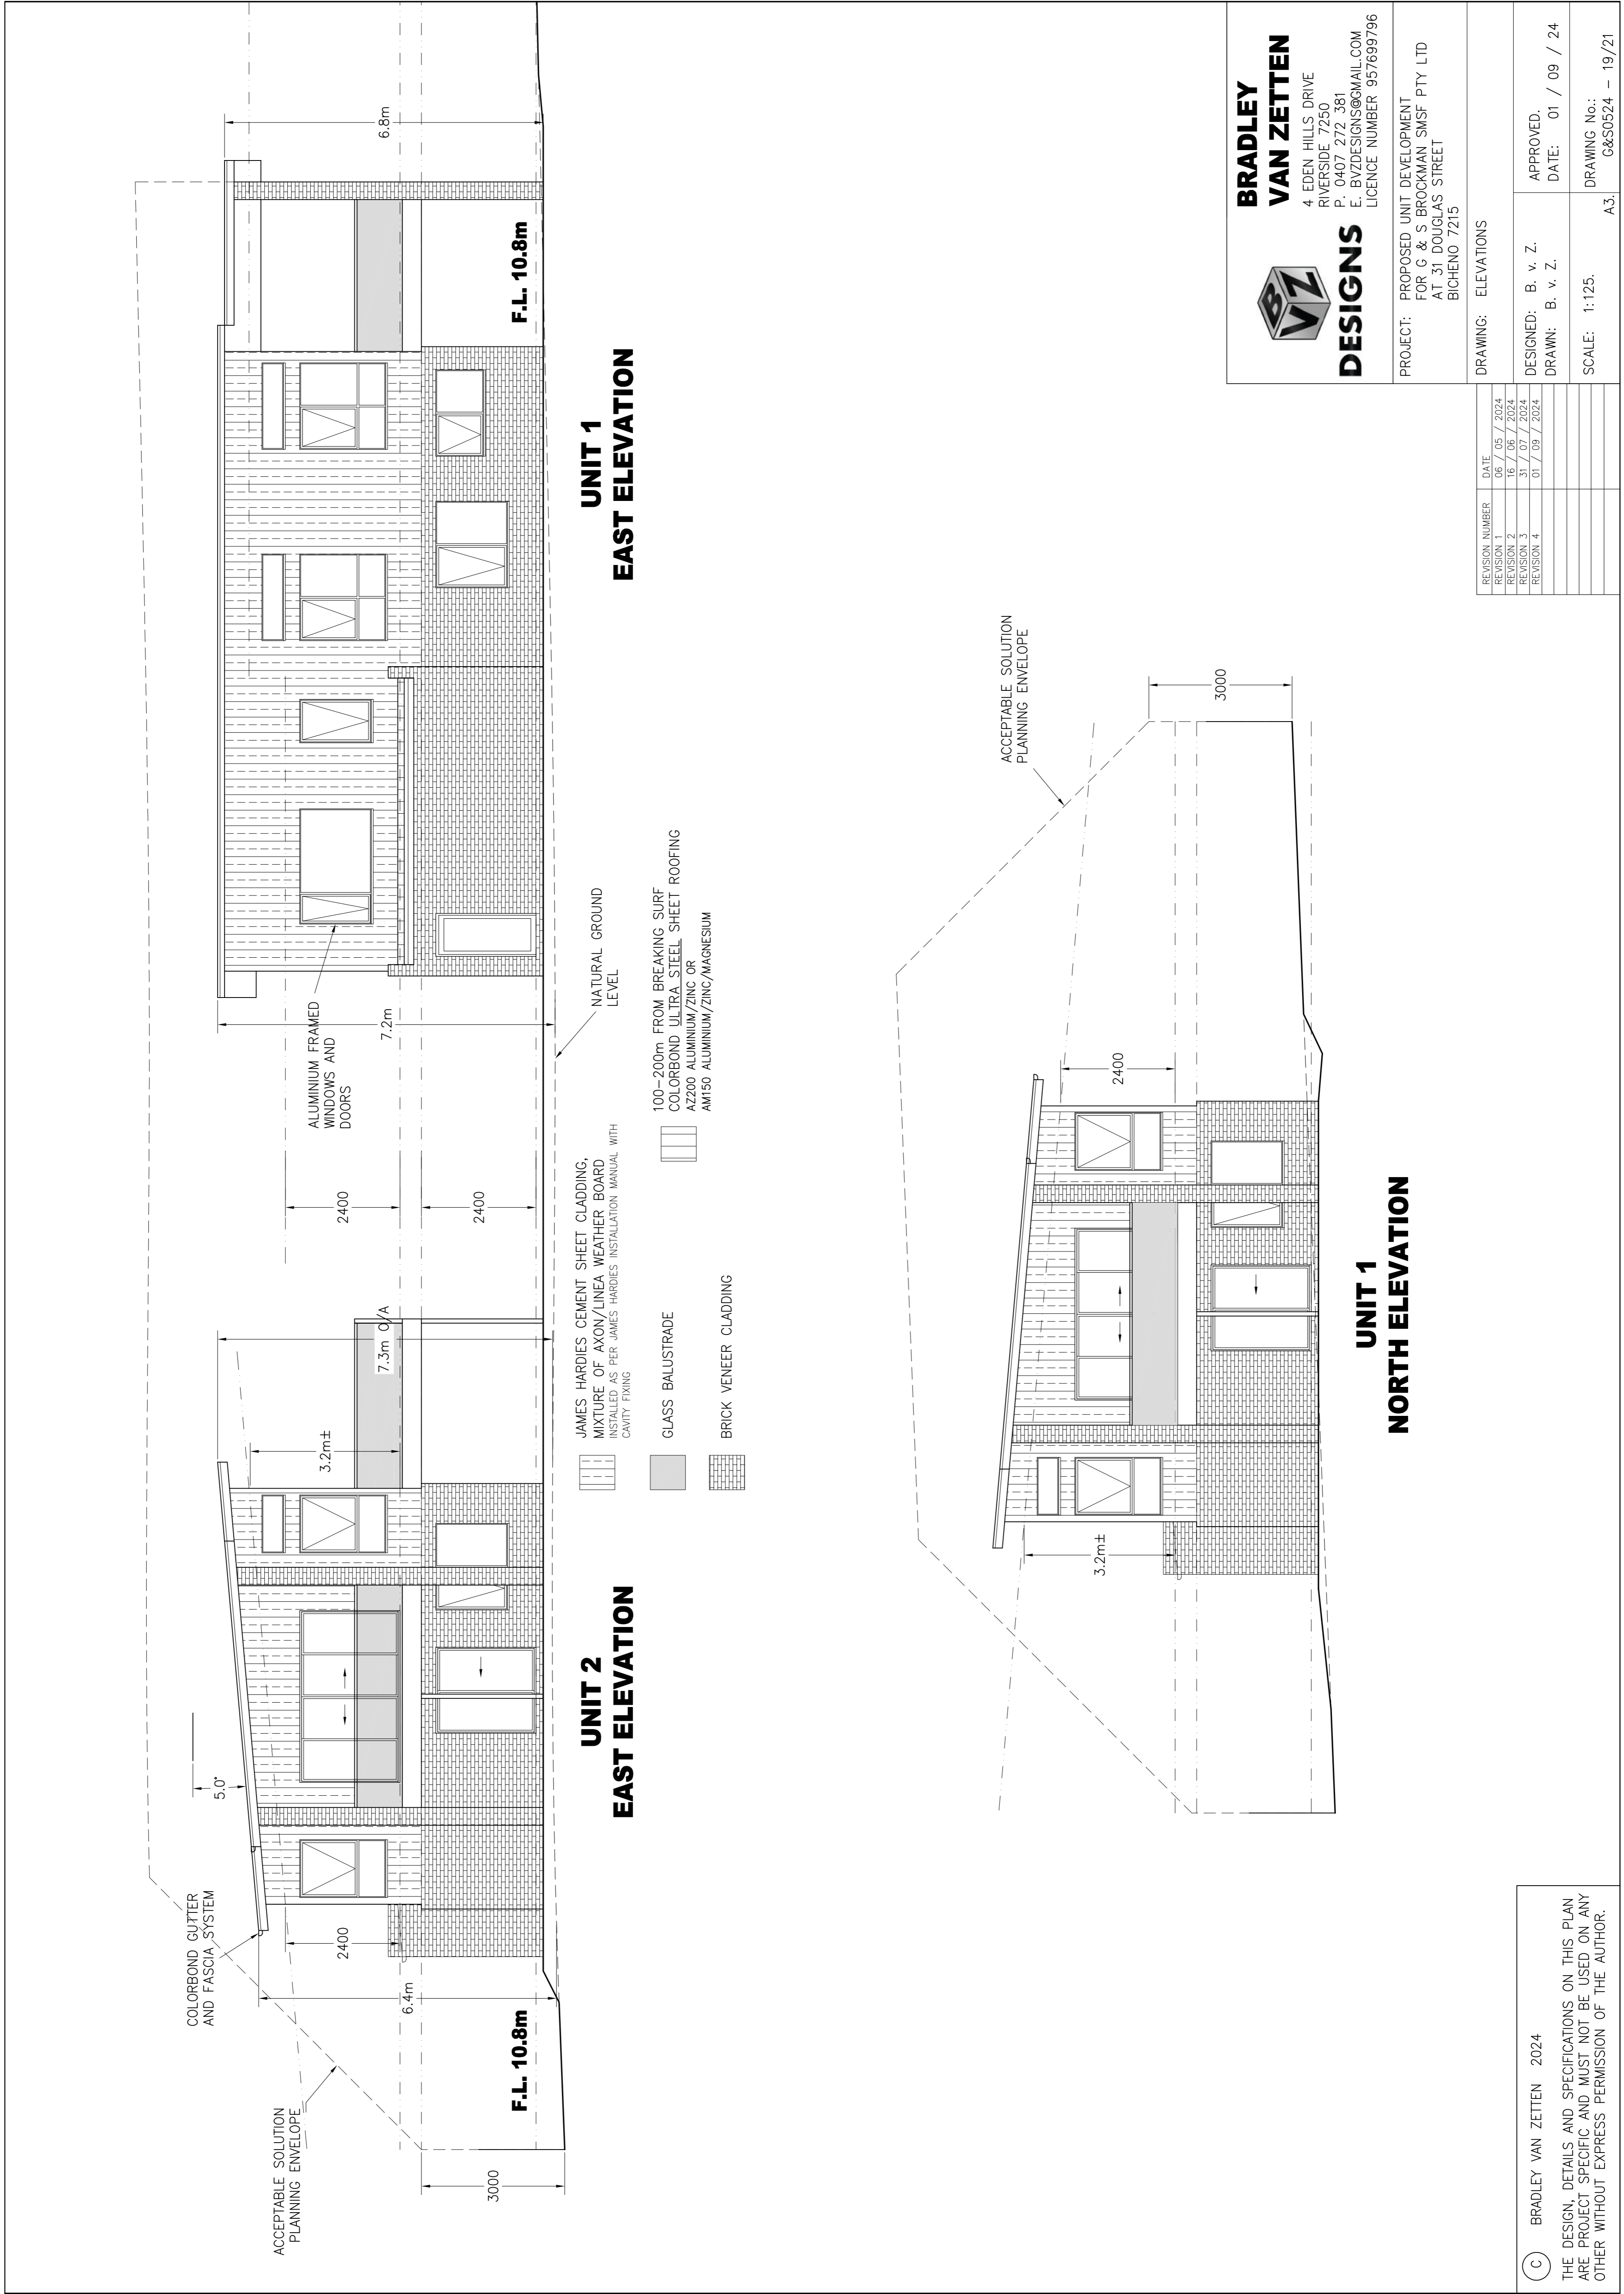 ACCEPTABLE SOLUTION
PLANNING ENVELOPE
COLORBOND GUTTER
AND FASCIA SYSTEM
5.0°
3000
F.L. 10.8m
6.4m
2400
3.2m±
7.3m O/A
2400
2400
7.2m
ALUMINIUM FRAMED
WINDOWS AND
DOORS
F.L. 10.8m
6.8m
UNIT 2
EAST ELEVATION
UNIT 1
EAST ELEVATION
NATURAL GROUND
LEVEL
JAMES HARDIES CEMENT SHEET CLADDING,
MIXTURE OF AXON/LINEA WEATHER BOARD
INSTALLED AS PER JAMES HARDIES INSTALLATION MANUAL WITH
CAVITY FIXING
GLASS BALUSTRADE
BRICK VENEER CLADDING
100-200m FROM BREAKING SURF
COLORBOND ULTRA STEEL SHEET ROOFING
AZ200 ALUMINIUM/ZINC OR
AM150 ALUMINIUM/ZINC/MAGNESIUM
3.2m±
2400
ACCEPTABLE SOLUTION
PLANNING ENVELOPE
3000
UNIT 1
NORTH ELEVATION
C BRADLEY VAN ZETTEN 2024
THE DESIGN, DETAILS AND SPECIFICATIONS ON THIS PLAN
ARE PROJECT SPECIFIC AND MUST NOT BE USED ON ANY
OTHER WITHOUT EXPRESS PERMISSION OF THE AUTHOR.
REVISION NUMBER DATE
REVISION 1 06 / 05 / 2024
REVISION 2 16 / 06 / 2024
REVISION 3 31 / 07 / 2024
REVISION 4 01 / 09 / 2024
B V Z
DESIGNS
BRADLEY
VAN ZETTEN
4 EDEN HILLS DRIVE
RIVERSIDE 7250
P. 0407 272 381
E. BVZDESIGNS@GMAIL.COM
LICENCE NUMBER 957699796
PROJECT: PROPOSED UNIT DEVELOPMENT
FOR G & S BROCKMAN SMSF PTY LTD
AT 31 DOUGLAS STREET
BICHENO 7215
DRAWING: ELEVATIONS
DESIGNED: B. v. Z.
DRAWN: B. v. Z.
APPROVED.
DATE: 01 / 09 / 24
SCALE: 1:125.
A3.
DRAWING No.:
G&S0524 - 19/21